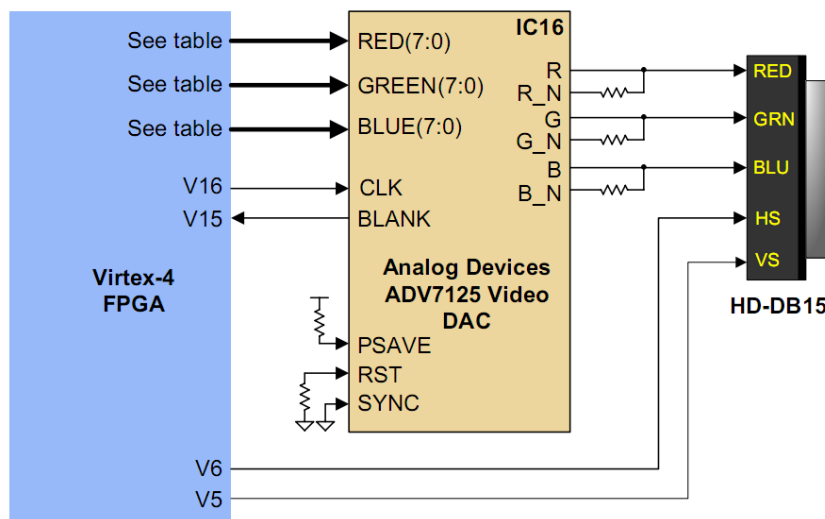 IC16
See table
RED(7:0)
See table
GREEN(7:0)
See table
BLUE(7:0)
V16
CLK
V15
BLANK
R
R_N
G
G_N
B
B_N
RED
GRN
BLU
HS
VS
HD-DB15
Virtex-4
FPGA
Analog Devices
ADV7125 Video
DAC
PSAVE
RST
SYNC
V6
V5